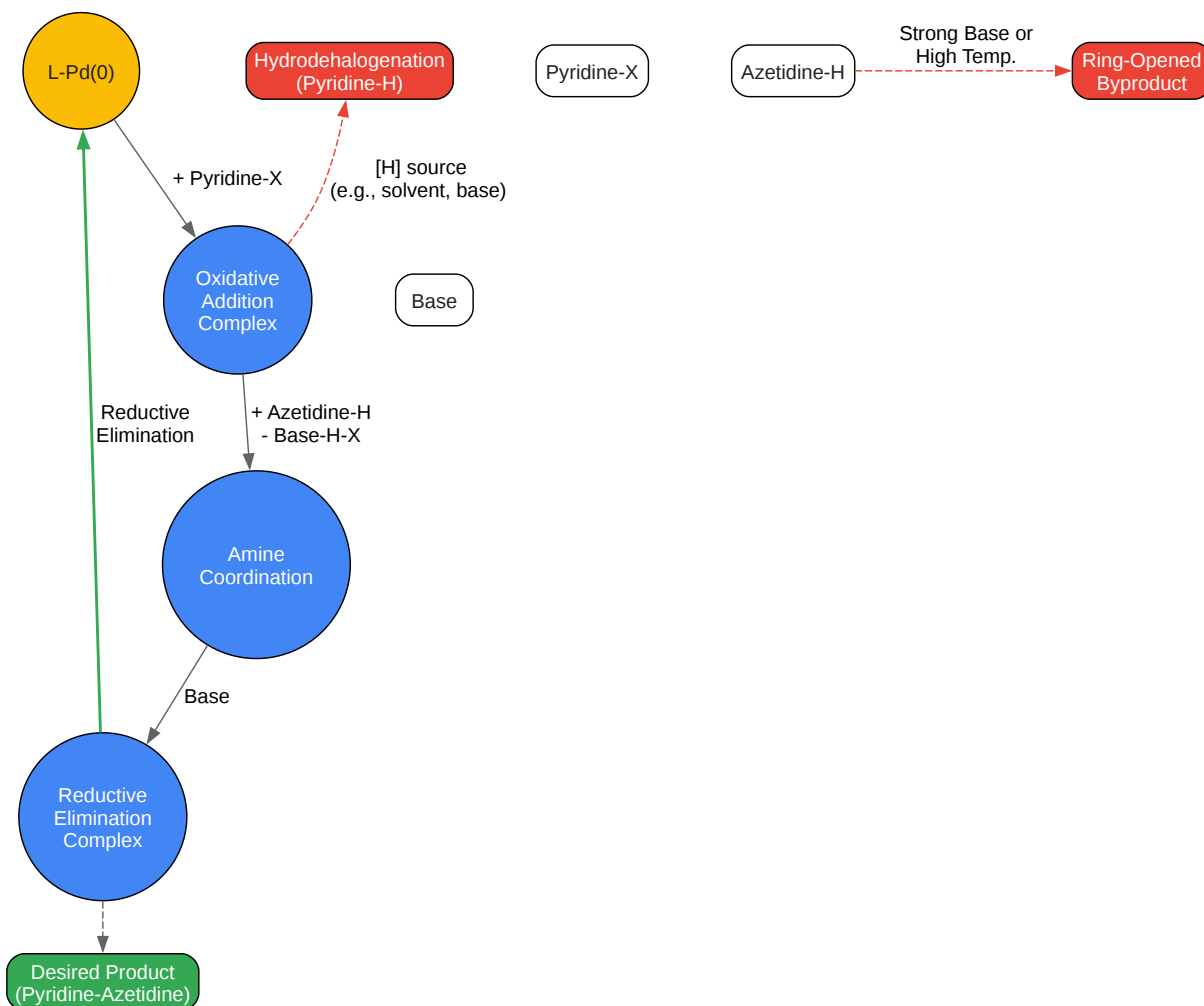 L-Pd(0)
Hydrodehalogenation
(Pyridine-H)
Pyridine-X
Azetidine-H
Strong Base or
High Temp.
Ring-Opened
Byproduct
+ Pyridine-X
[H] source
(e.g., solvent, base)
Oxidative
Addition
Complex
Base
Reductive
Elimination
+ Azetidine-H
- Base-H-X
Amine
Coordination
Base
Reductive
Elimination
Complex
Desired Product
(Pyridine-Azetidine)